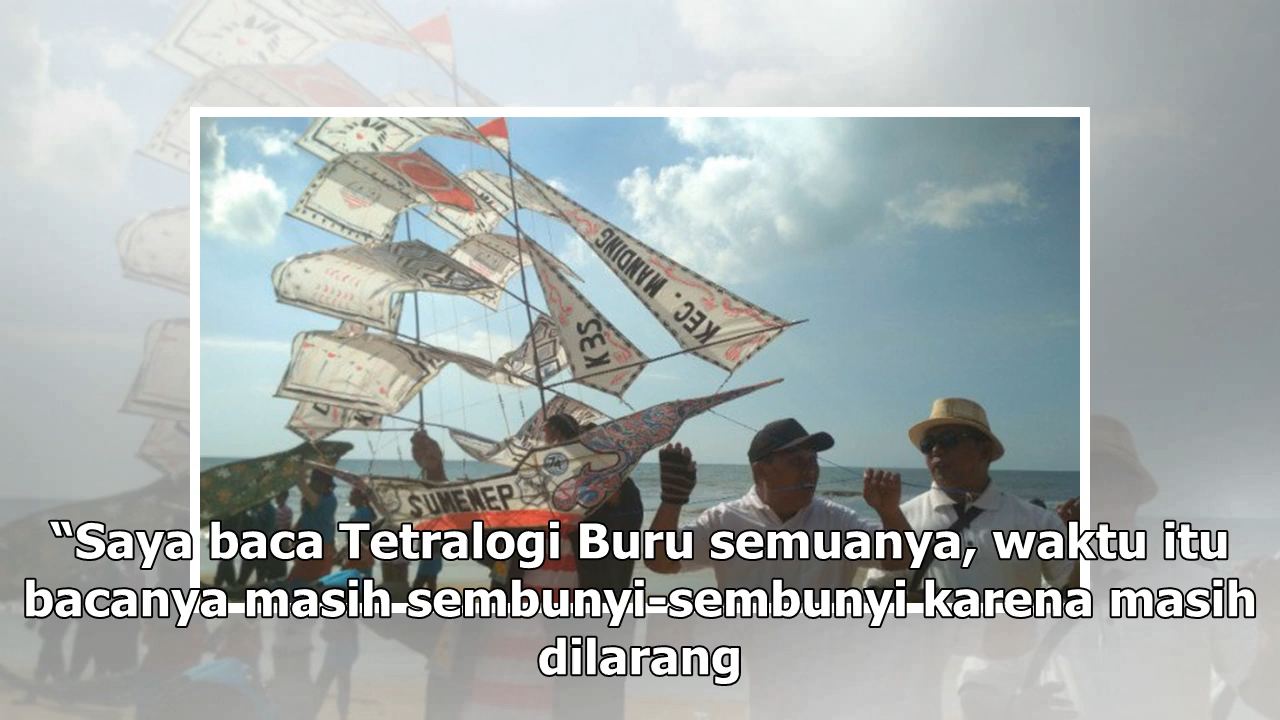 KEC. MANDING
K3S
SUMENEP
“Saya baca Tetralogi Buru semuanya, waktu itu
bacanya masih sembunyi-sembunyi karena masih
dilarang